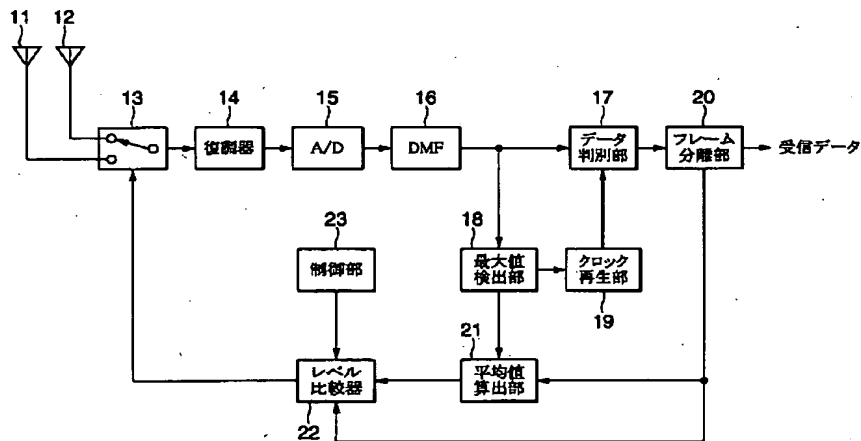 11
12
13
14
復調器
15
A/D
16
DMF
17
データ
判別部
20
フレーム
分離部
受信データ
18
最大値
検出部
クロック
再生部
19
23
制御部
21
平均値
算出部
レベル
比較器
22